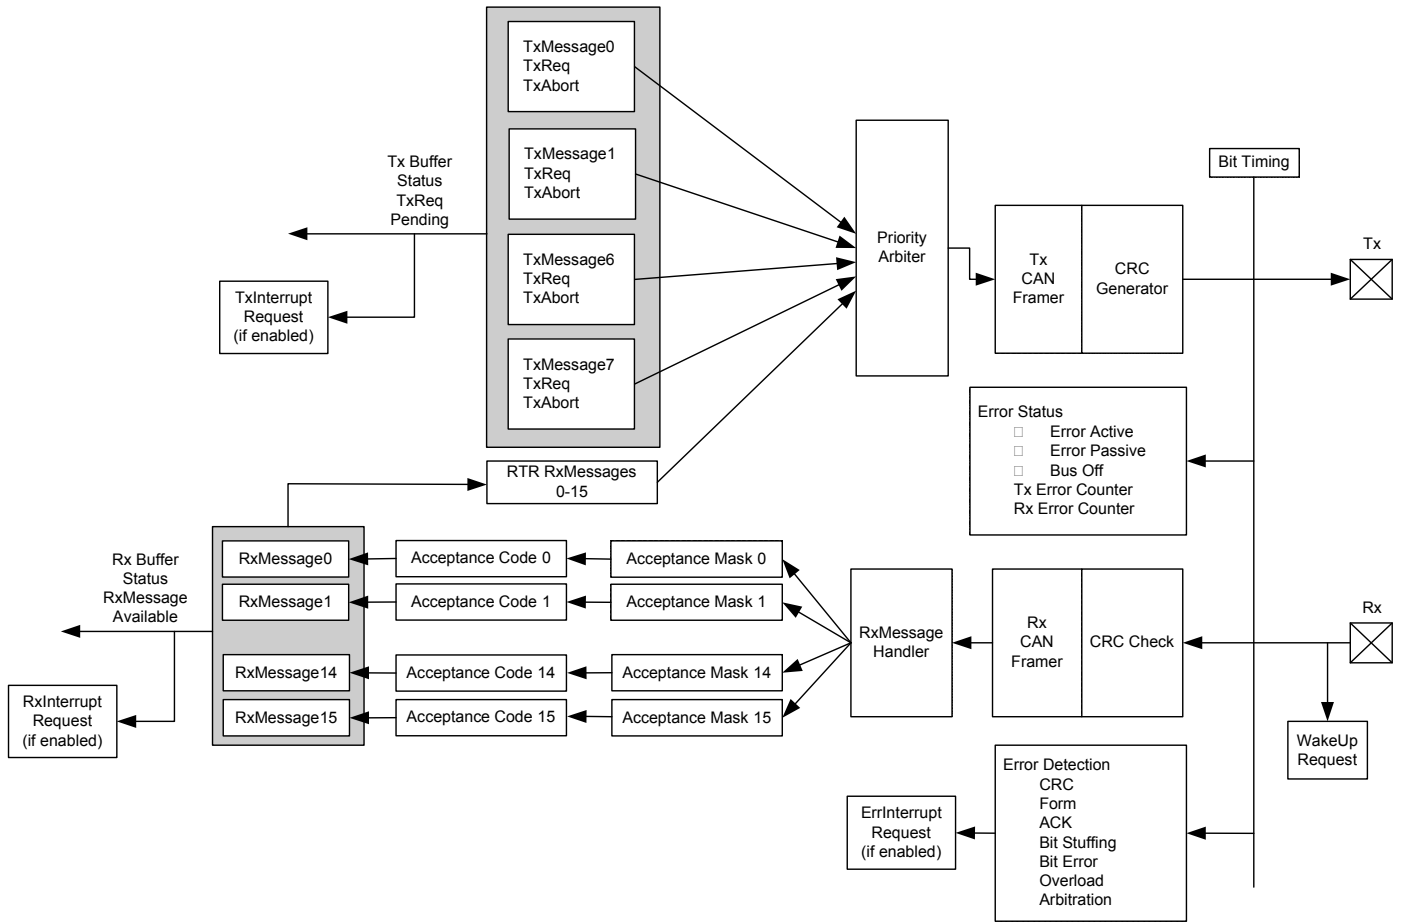 TxMessage0
TxReq
TxAbort
TxMessage1
TxReq
TxAbort
TxMessage6
TxReq
TxAbort
TxMessage7
TxReq
TxAbort
Tx Buffer
Status
TxReq
Pending
TxInterrupt
Request
(if enabled)
Priority
Arbiter
Tx
CAN
Framer
CRC
Generator
Bit Timing
Tx
Error Status
Error Active
Error Passive
Bus Off
Tx Error Counter
Rx Error Counter
RTR RxMessages
0-15
Rx Buffer
Status
RxMessage
Available
RxInterrupt
Request
(if enabled)
RxMessage0
Acceptance Code 0
Acceptance Mask 0
RxMessage1
Acceptance Code 1
Acceptance Mask 1
RxMessage14
Acceptance Code 14
Acceptance Mask 14
RxMessage15
Acceptance Code 15
Acceptance Mask 15
RxMessage
Handler
Rx
CAN
Framer
CRC Check
Rx
WakeUp
Request
ErrInterrupt
Request
(if enabled)
Error Detection
CRC
Form
ACK
Bit Stuffing
Bit Error
Overload
Arbitration